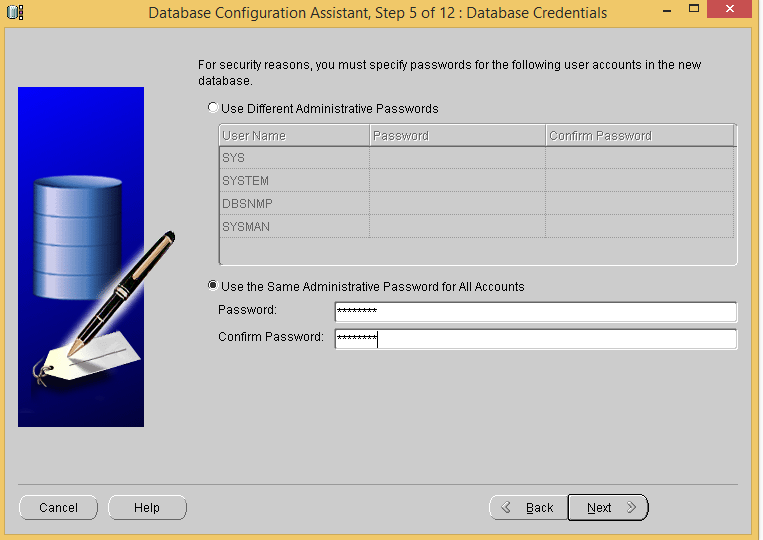 Database Configuration Assistant, Step 5 of 12 : Database Credentials
For security reasons, you must specify passwords for the following user accounts in the new
database.
Use Different Administrative Passwords
User Name Password Confirm Password
SYS
SYSTEM
DBSNMP
SYSMAN
Use the Same Administrative Password for All Accounts
Password: ********
Confirm Password: ********
Cancel Help Back Next